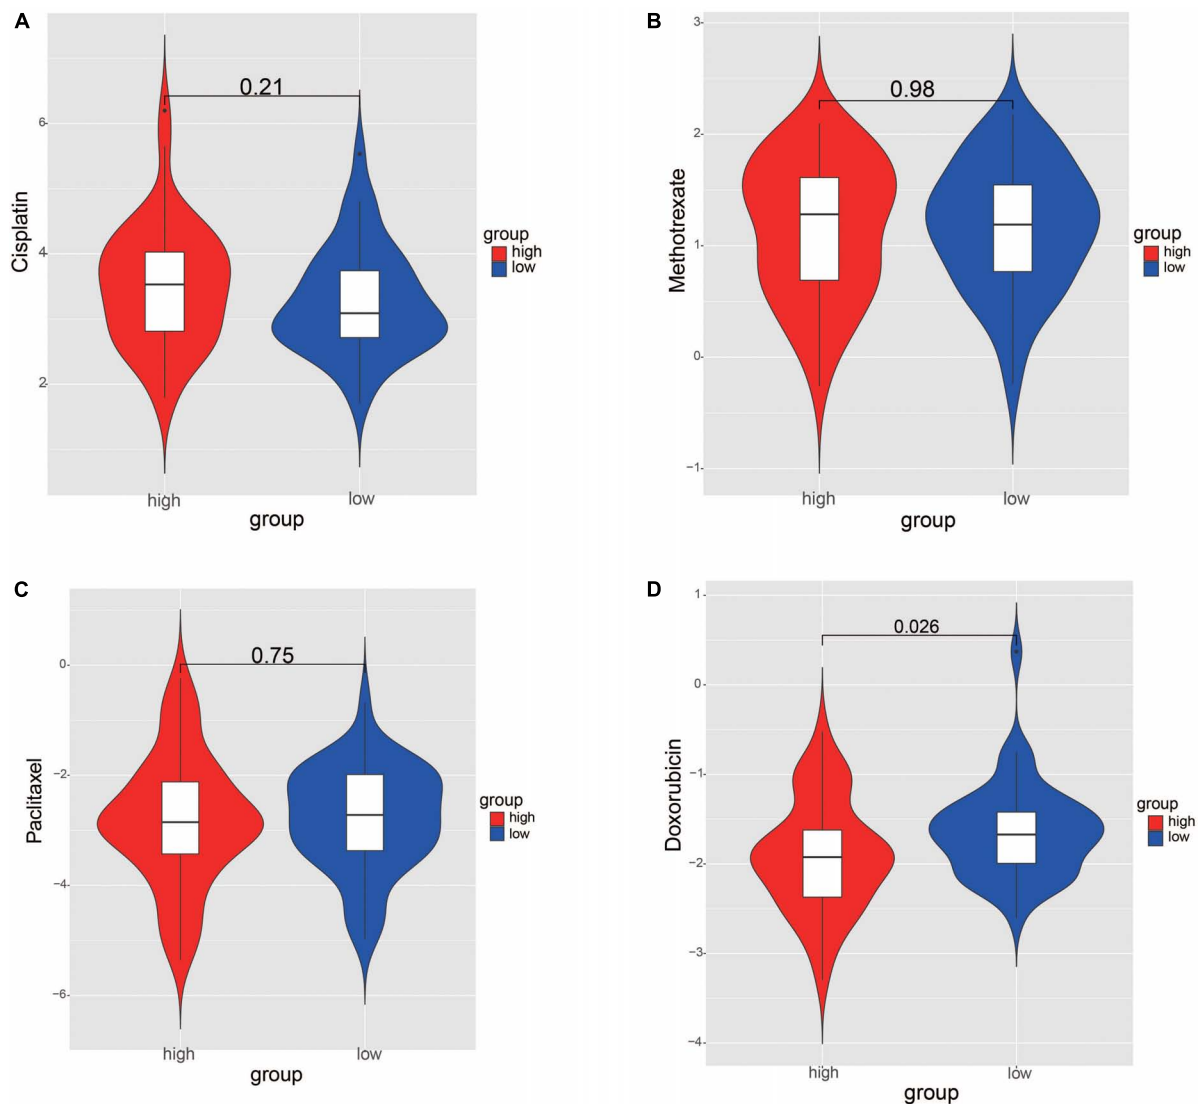 A
Cisplatin
6
4
2
0.21
high
low
group
group
high
low
B
Methotrexate
3
2
1
0
−1
0.98
high
low
group
group
high
low
C
Paclitaxel
0
−2
−4
−6
0.75
high
low
group
group
high
low
D
Doxorubicin
1
0
−1
−2
−3
−4
0.026
high
low
group
group
high
low